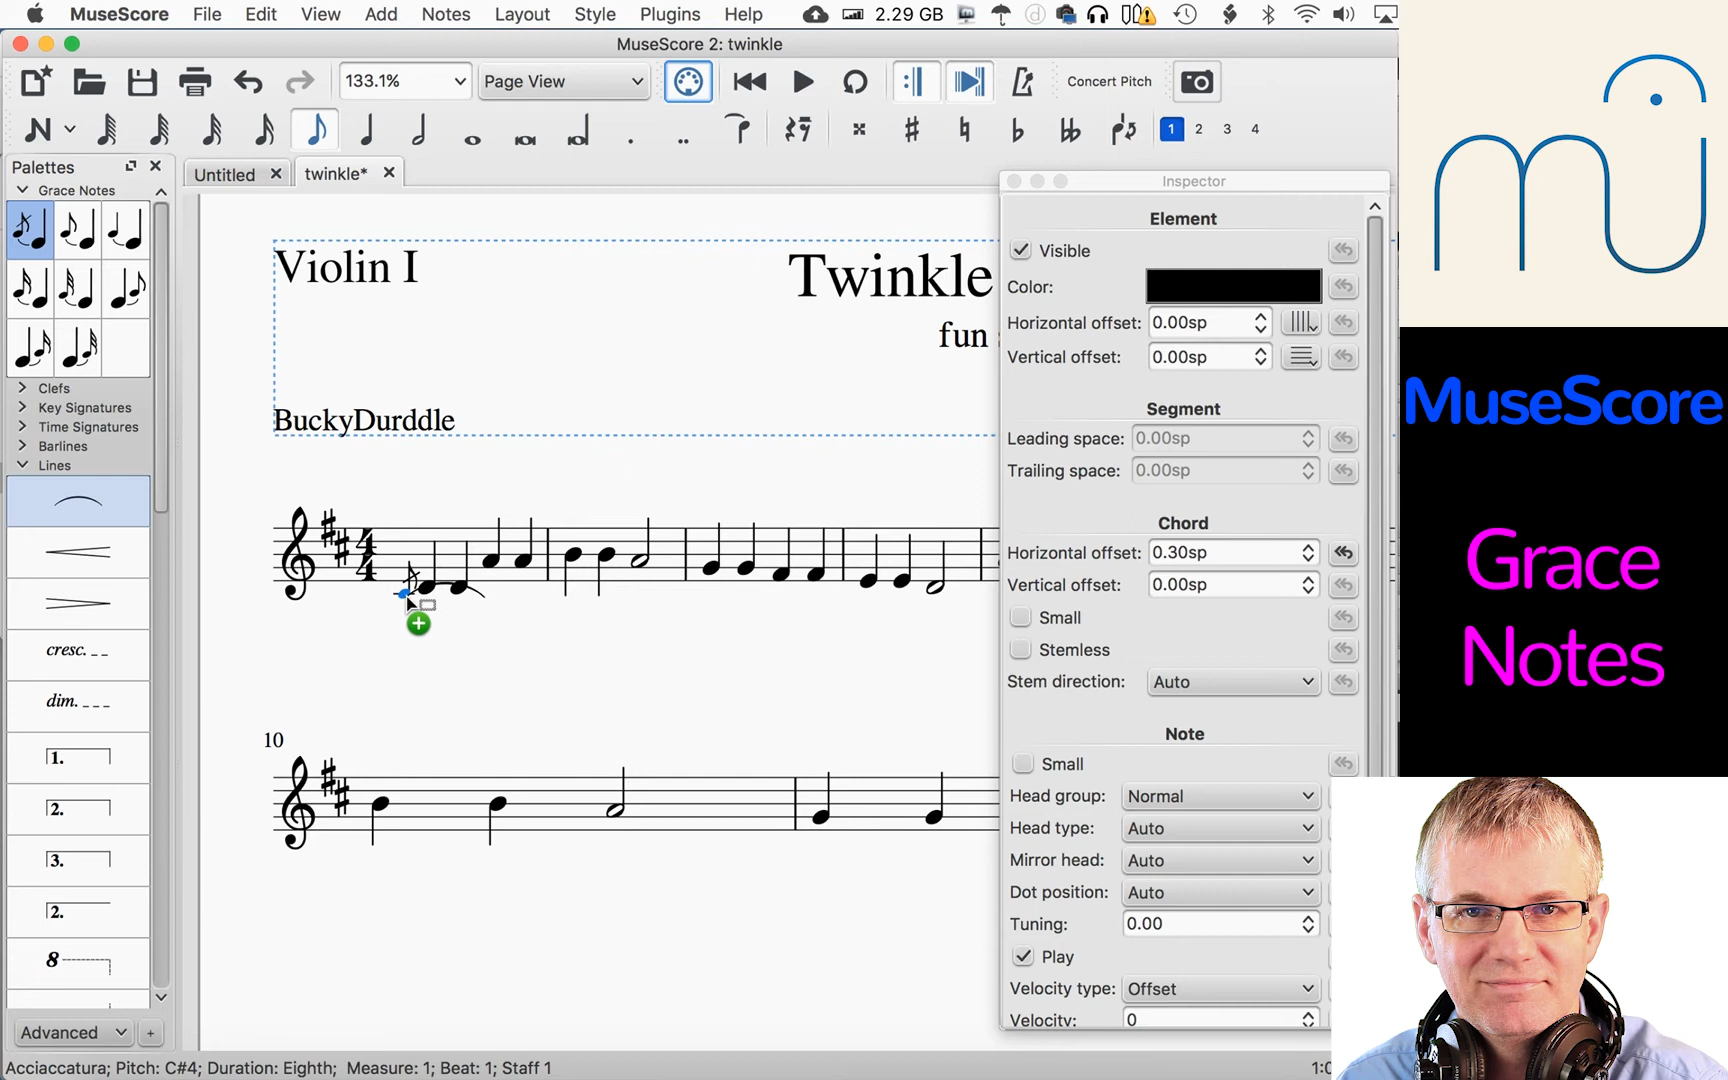 MuseScore File Edit View Add Notes Layout Style Plugins Help 2.29 GB
MuseScore 2: twinkle
133.1% Page View Concert Pitch
1 2 3 4
Palettes
Untitled twinkle*
Grace Notes
Clefs
Key Signatures
Time Signatures
Barlines
Lines
cresc. _ _
dim. _ _ _
1.
2.
3.
2.
8
Advanced +
Violin I
Twinkle
fun
BuckyDurddle
4
4
10
Inspector
Element
Visible
Color:
Horizontal offset: 0.00sp
Vertical offset: 0.00sp
Segment
Leading space: 0.00sp
Trailing space: 0.00sp
Chord
Horizontal offset: 0.30sp
Vertical offset: 0.00sp
Small
Stemless
Stem direction: Auto
Note
Small
Head group: Normal
Head type: Auto
Mirror head: Auto
Dot position: Auto
Tuning: 0.00
Play
Velocity type: Offset
Velocity: 0
Acciaccatura; Pitch: C#4; Duration: Eighth; Measure: 1; Beat: 1; Staff 1
mu
MuseScore
Grace
Notes